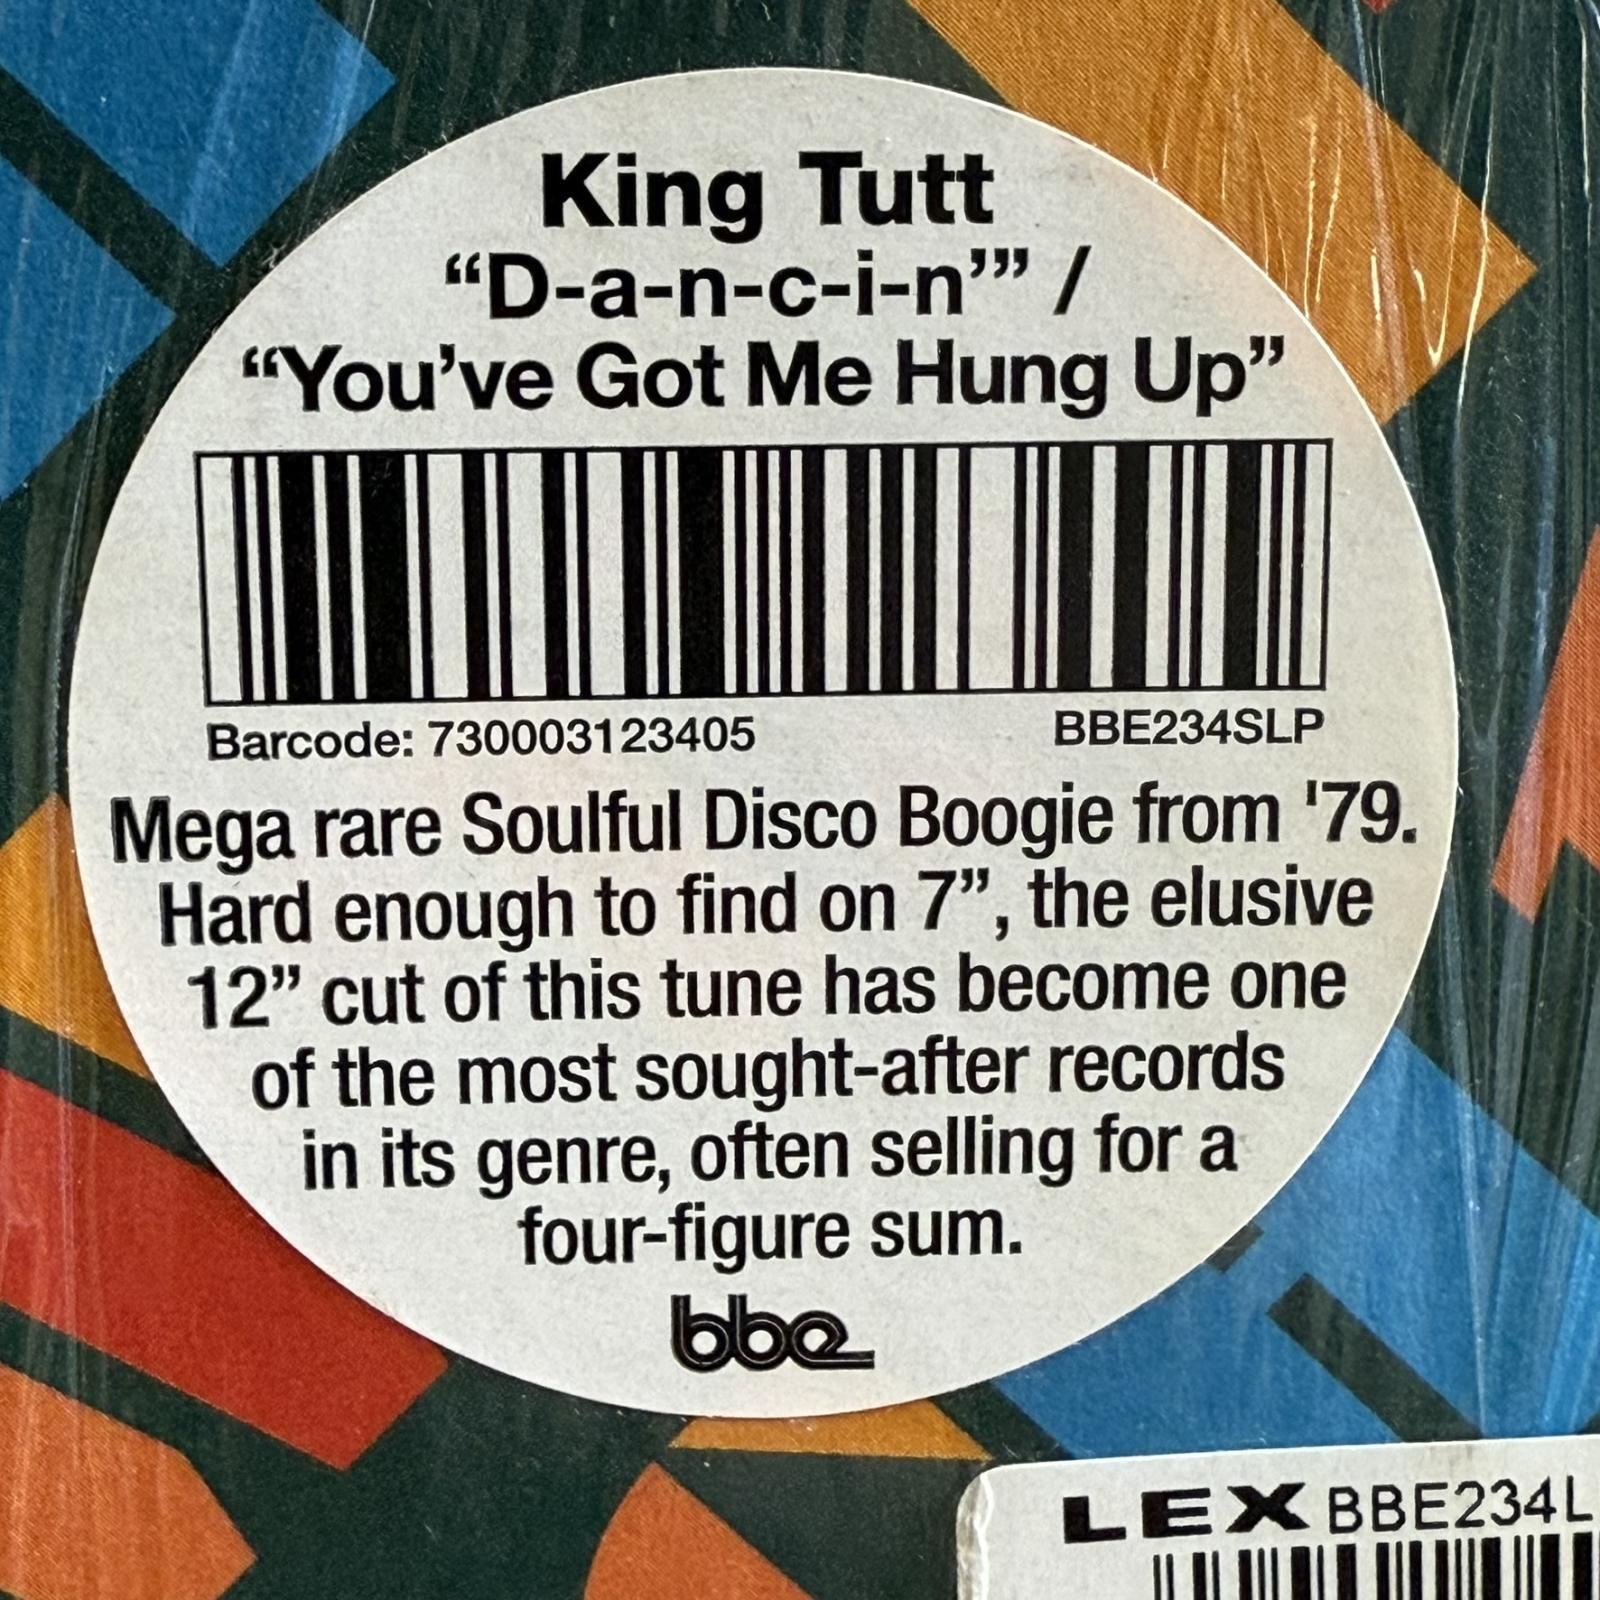 King Tutt
“D-a-n-c-i-n’” /
“You’ve Got Me Hung Up”
Barcode: 730003123405 BBE234SLP
Mega rare Soulful Disco Boogie from '79.
Hard enough to find on 7”, the elusive
12” cut of this tune has become one
of the most sought-after records
in its genre, often selling for a
four-figure sum.
bbe
LEX BBE234L